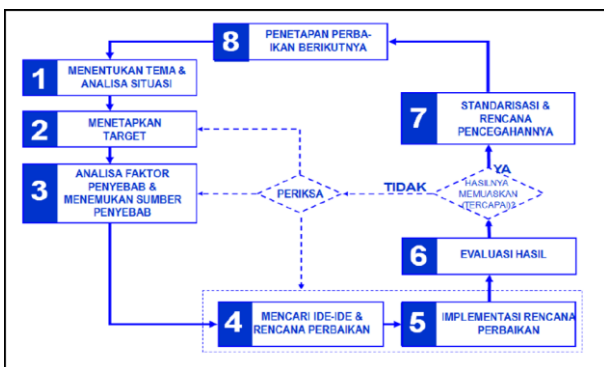 8
PENETAPAN PERBA-
IKAN BERIKUTNYA
1
MENENTUKAN TEMA &
ANALISA SITUASI
2
MENETAPKAN
TARGET
3
ANALISA FAKTOR
PENYEBAB &
MENEMUKAN SUMBER
PENYEBAB
PERIKSA
TIDAK
YA
HASILNYA
MEMUASKAN
(TERCAPAI)?
7
STANDARISASI &
RENCANA
PENCEGAHANNYA
6
EVALUASI HASIL
4
MENCARI IDE-IDE &
RENCANA PERBAIKAN
5
IMPLEMENTASI RENCANA
PERBAIKAN